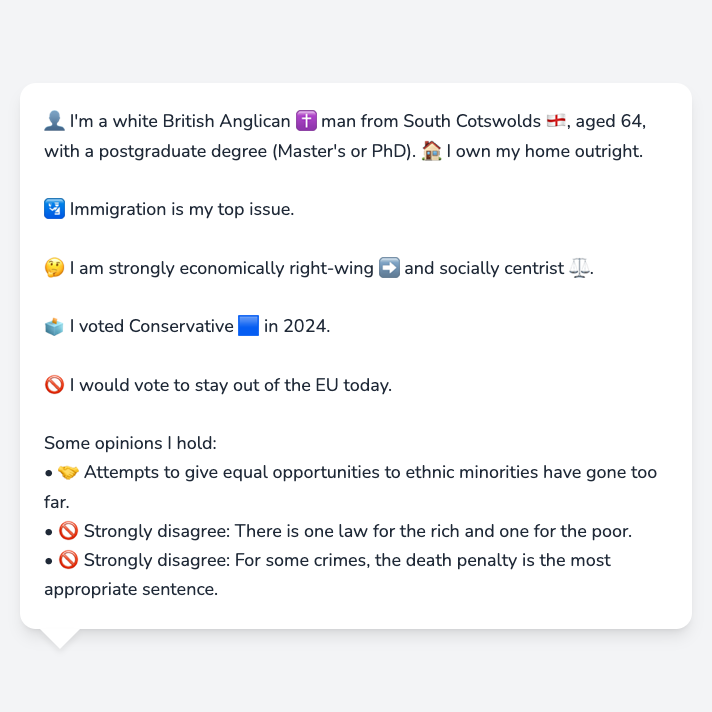 👤 I'm a white British Anglican ✝️ man from South Cotswolds 🏴󠁧󠁢󠁥󠁮󠁧󠁿, aged 64,
with a postgraduate degree (Master's or PhD). 🏠 I own my home outright.
🛂 Immigration is my top issue.
🤔 I am strongly economically right-wing ➡️ and socially centrist ⚖️.
🗳️ I voted Conservative 🟦 in 2024.
🚫 I would vote to stay out of the EU today.
Some opinions I hold:
• 🤝 Attempts to give equal opportunities to ethnic minorities have gone too
far.
• 🚫 Strongly disagree: There is one law for the rich and one for the poor.
• 🚫 Strongly disagree: For some crimes, the death penalty is the most
appropriate sentence.